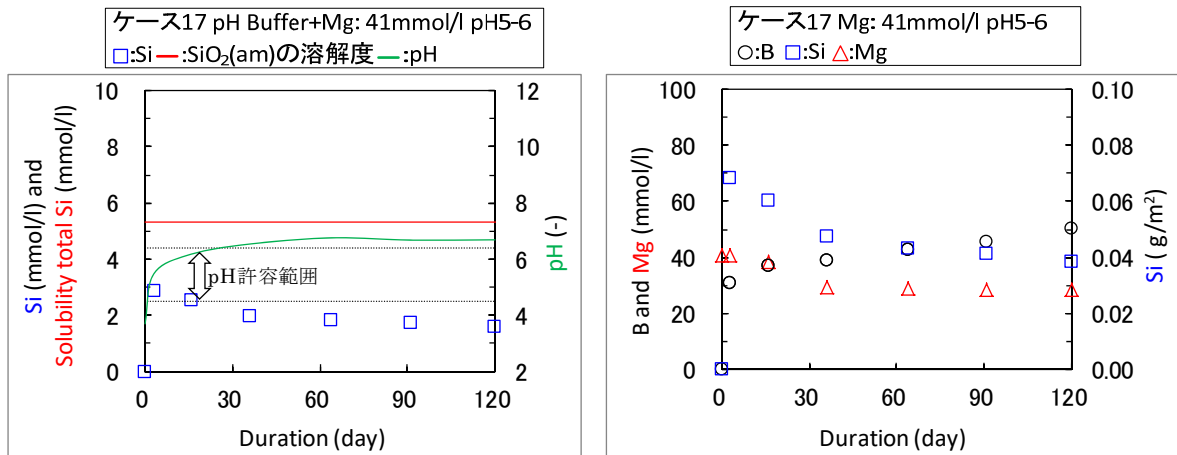 ケース17 pH Buffer+Mg: 41mmol/l pH5-6
□:Si —:SiO₂(am)の溶解度 —:pH
10
8
6
4
2
0
Si (mmol/l) and
Solubility total Si (mmol/l)
12
10
8
6
4
2
pH (-)
pH許容範囲
0 30 60 90 120
Duration (day)
ケース17 Mg: 41mmol/l pH5-6
○:B □:Si △:Mg
100
80
60
40
20
0
B and Mg (mmol/l)
0.10
0.08
0.06
0.04
0.02
0.00
Si (g/m²)
0 30 60 90 120
Duration (day)